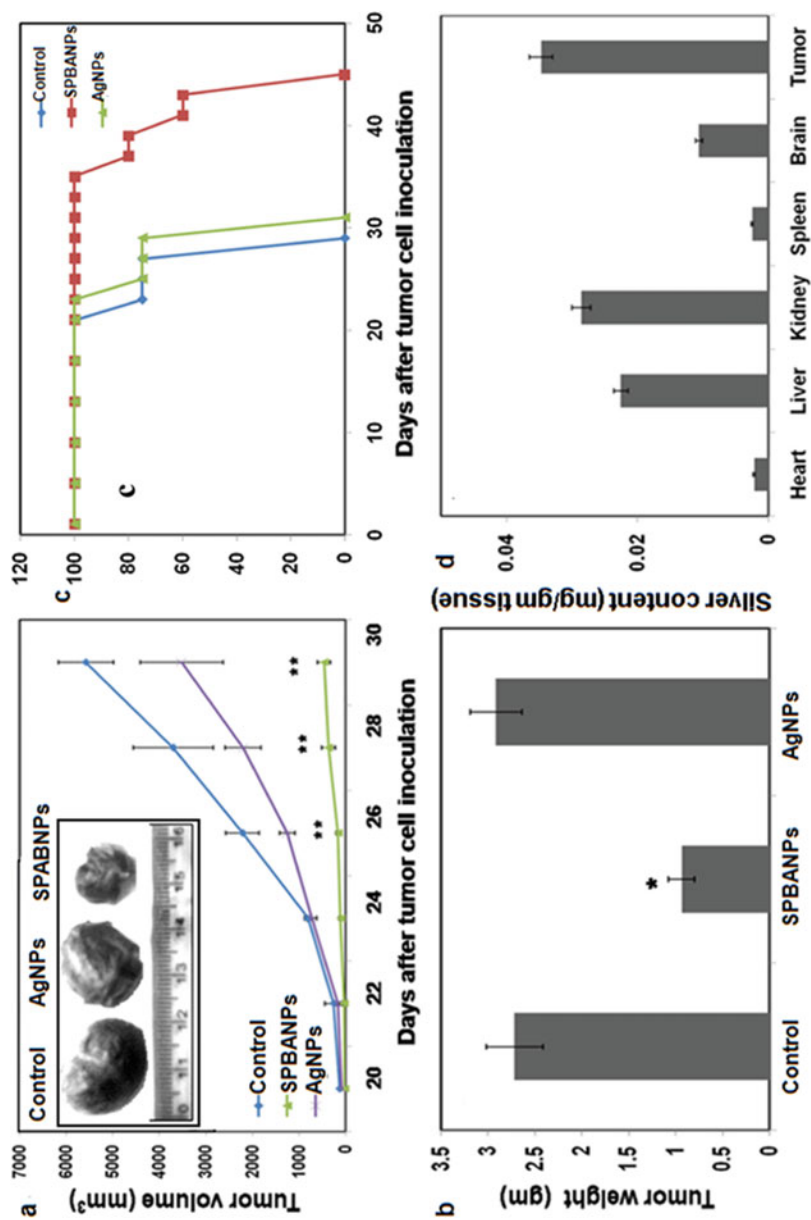 a
Tumor volume (mm³)
7000
6000
5000
4000
3000
2000
1000
0
Control AgNPs SPABNPs
Control
SPBANPs
AgNPs
**
**
**
20 22 24 26 28 30
Days after tumor cell inoculation
c
120
100
80
60
40
20
0
c
Control
SPBANPs
AgNPs
0 10 20 30 40 50
Days after tumor cell inoculation
b
Tumor weight (gm)
3.5
3
2.5
2
1.5
1
0.5
0
*
Control SPBANPs AgNPs
d
Silver content (mg/gm tissue)
0.04
0.02
0
Heart Liver Kidney Spleen Brain Tumor